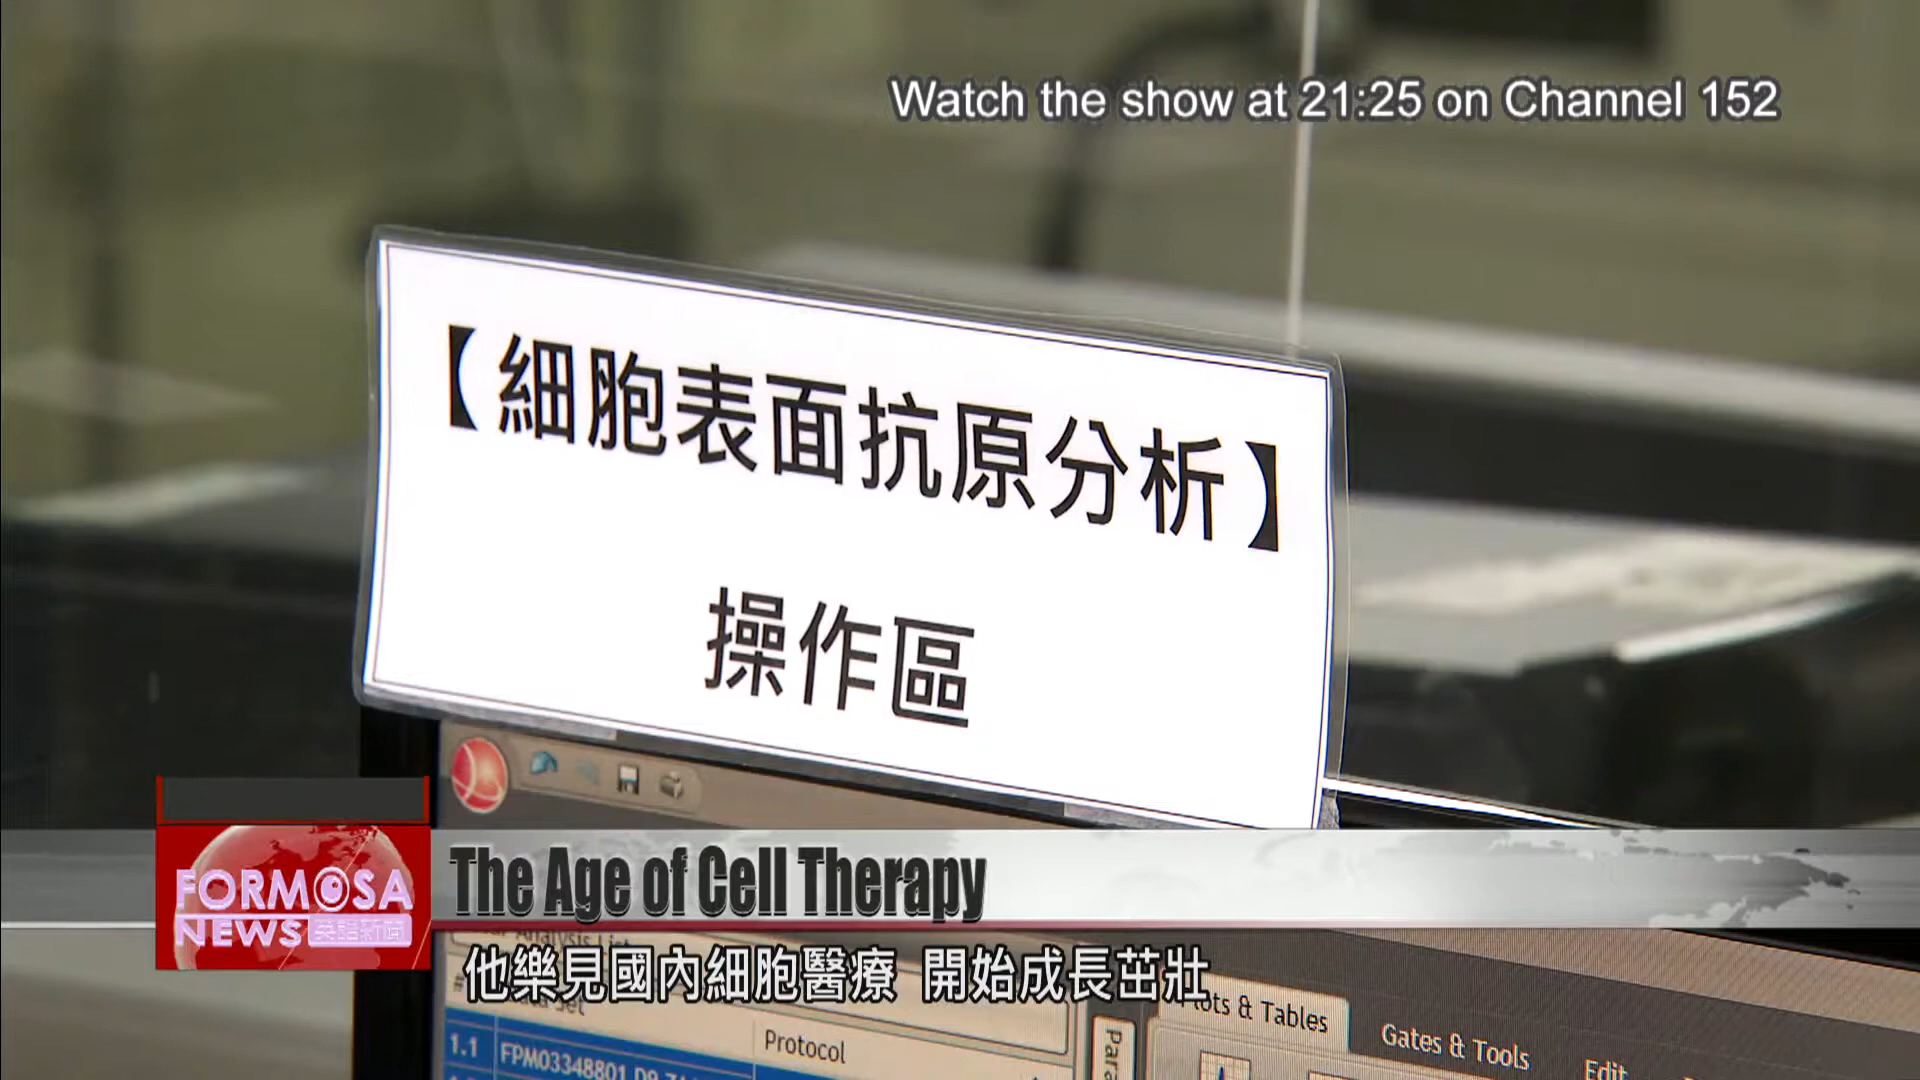 Watch the show at 21:25 on Channel 152
【細胞表面抗原分析】
操作區
The Age of Cell Therapy
FORMOSA
NEWS 英語新聞
他樂見國內細胞醫療 開始成長茁壯
Plots & Tables
Gates & Tools
Edit
Protocol
1.1